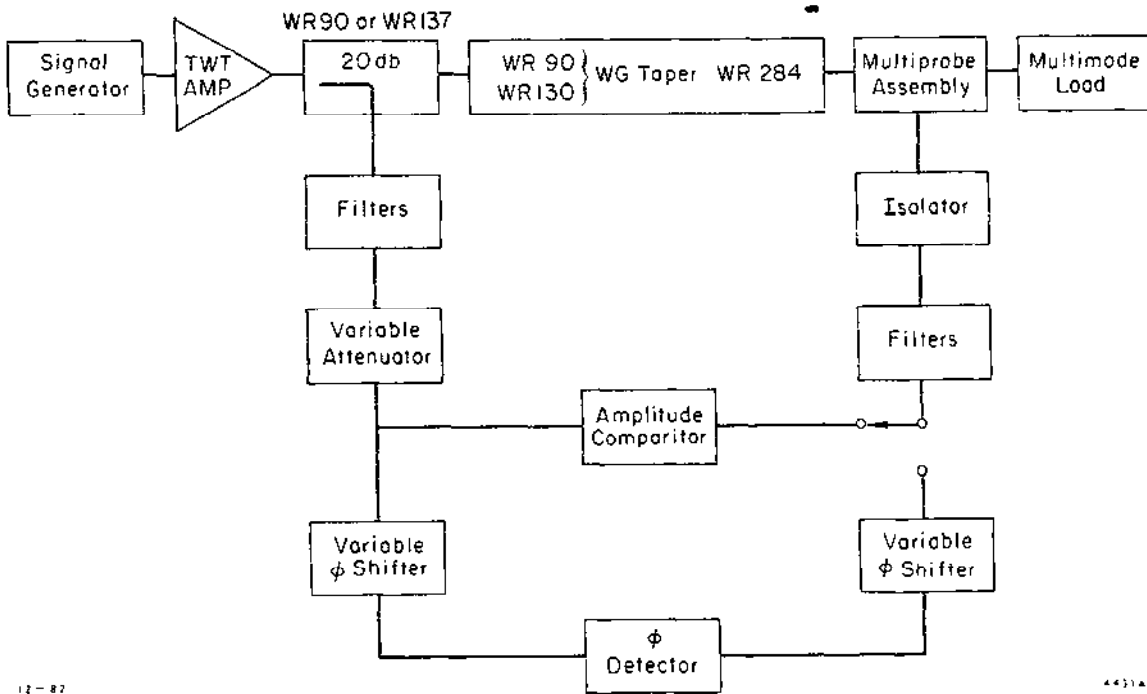 WR90 or WR137
Signal
Generator
TWT
AMP
20db
WR 90
WR130
} WG Taper WR 284
Multiprobe
Assembly
Multimode
Load
Filters
Isolator
Variable
Attenuator
Filters
Amplitude
Comparitor
Variable
ϕ Shifter
Variable
ϕ Shifter
ϕ
Detector
12-82